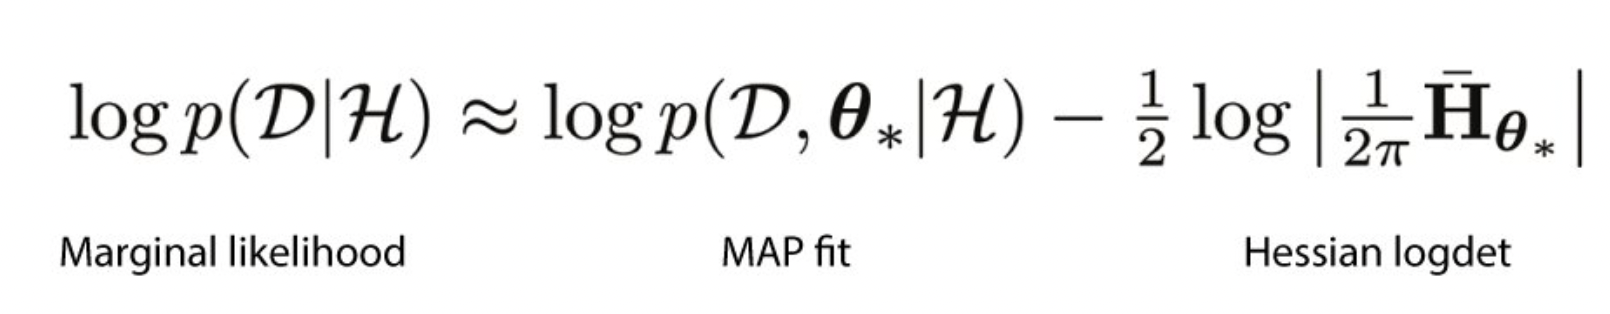 log p(𝒟|ℋ) ≈ log p(𝒟, θ∗|ℋ) − 1/2 log |1/2π H̄θ∗|
Marginal likelihood MAP fit Hessian logdet